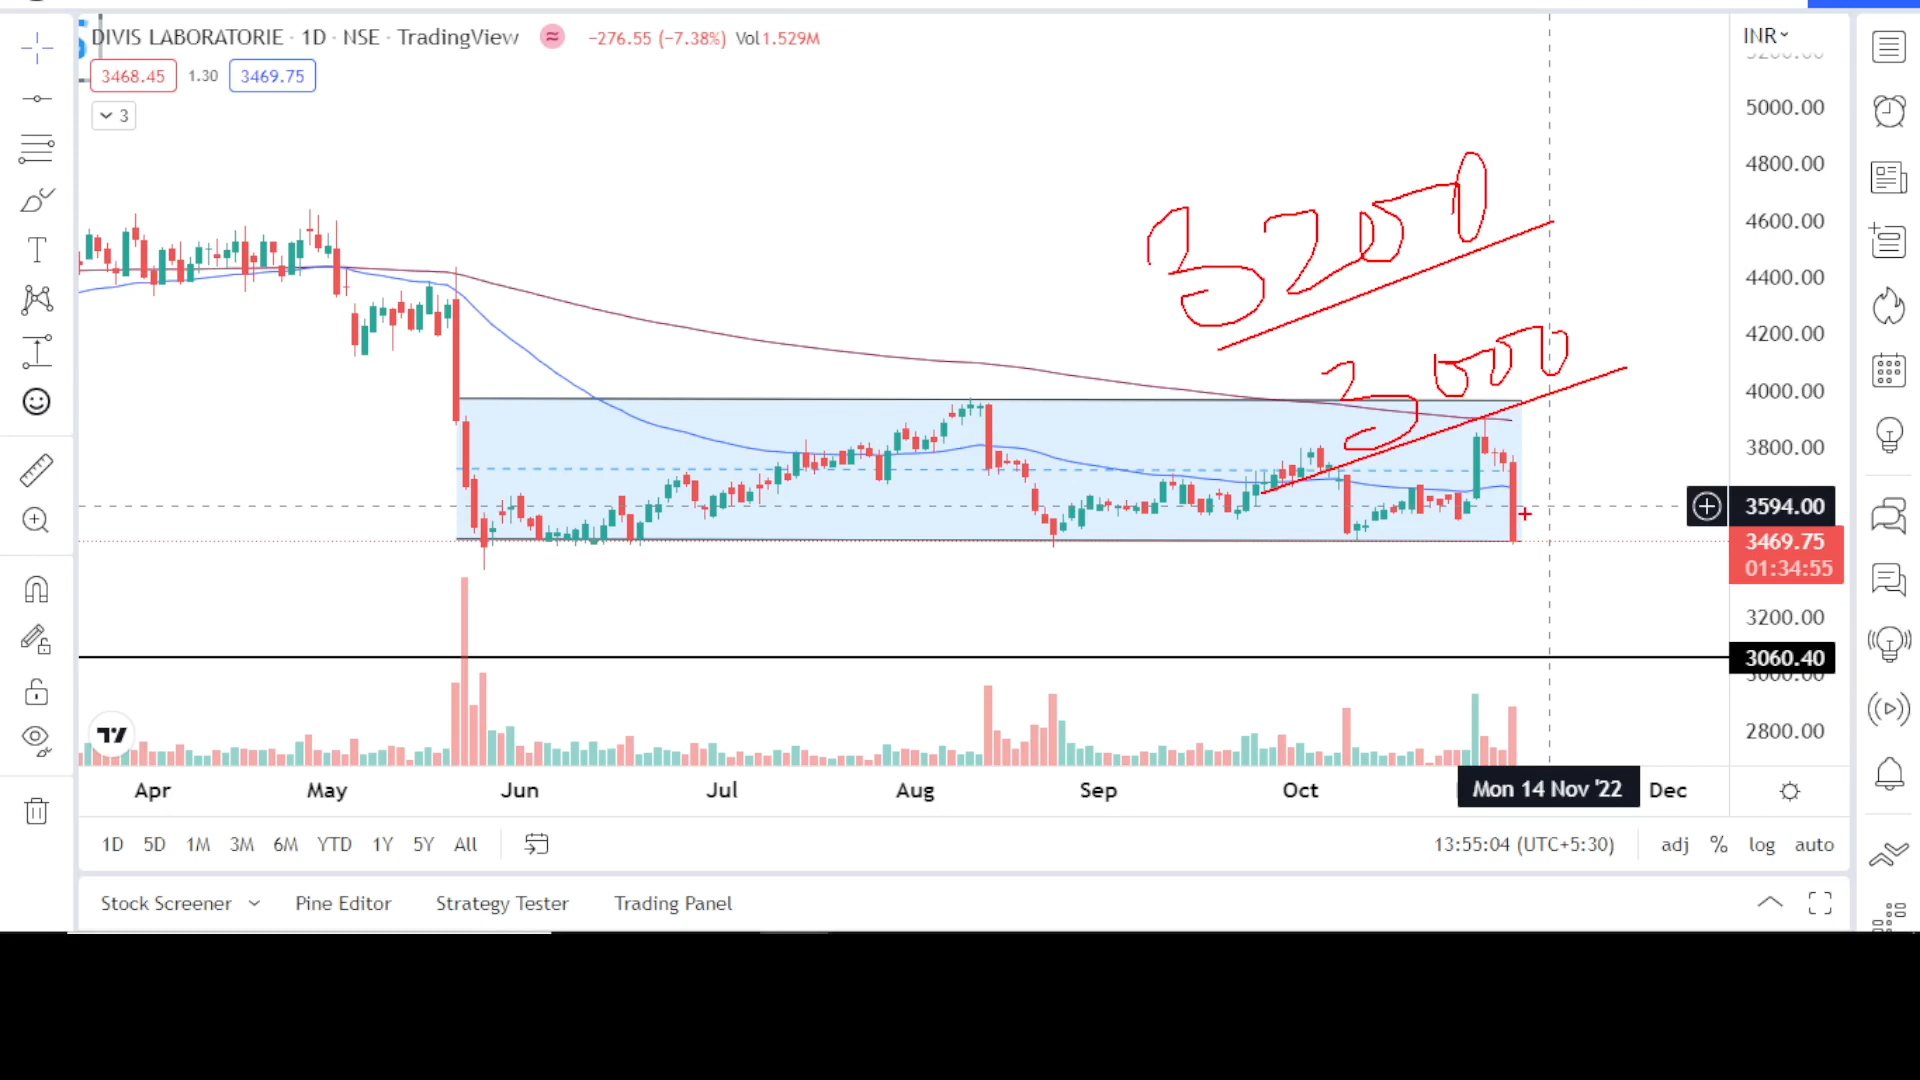 DIVIS LABORATORIE · 1D · NSE · TradingView ≈ −276.55 (−7.38%) Vol 1.529M
INR
3468.45 1.30 3469.75
3
5000.00
4800.00
4600.00
4400.00
4200.00
4000.00
3800.00
3594.00
3469.75
01:34:55
3200.00
3060.40
3000.00
2800.00
3200
3000
Apr May Jun Jul Aug Sep Oct Mon 14 Nov '22 Dec
1D 5D 1M 3M 6M YTD 1Y 5Y All 13:55:04 (UTC+5:30) adj % log auto
Stock Screener Pine Editor Strategy Tester Trading Panel